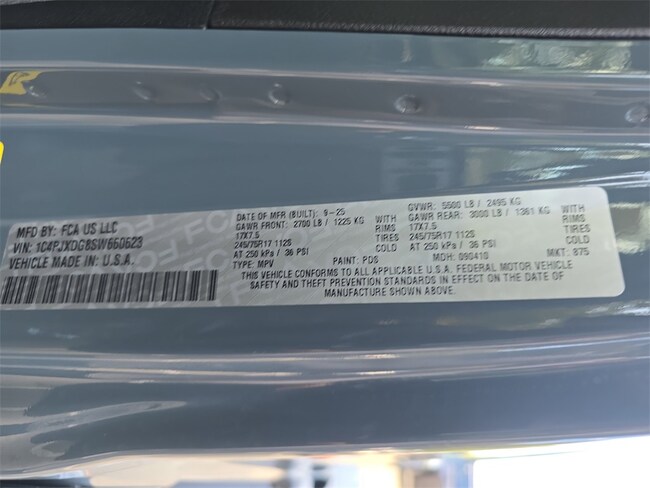 MFD BY: FCA US LLC
VIN: 1C4PJXDG8SW660623
VEHICLE MADE IN: U.S.A.
DATE OF MFR (BUILT): 9-25
GVWR: 5500 LB / 2495 KG
GAWR FRONT: 2700 LB / 1225 KG WITH
GAWR REAR: 3000 LB / 1361 KG WITH
17X7.5 RIMS
17X7.5 RIMS
245/75R17 112S TIRES
245/75R17 112S TIRES
AT 250 kPa / 36 PSI COLD
AT 250 kPa / 36 PSI COLD
TYPE: MPV PAINT: PDS MDH: 090410 MKT: 875
THIS VEHICLE CONFORMS TO ALL APPLICABLE U.S.A. FEDERAL MOTOR VEHICLE
SAFETY AND THEFT PREVENTION STANDARDS IN EFFECT ON THE DATE OF
MANUFACTURE SHOWN ABOVE.